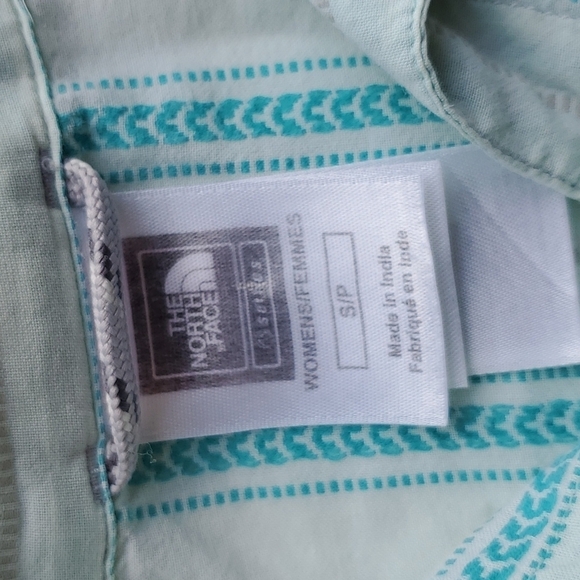 THE
NORTH
FACE
A5 series
WOMENS/FEMMES
S/P
Made in India
Fabriqué en Inde